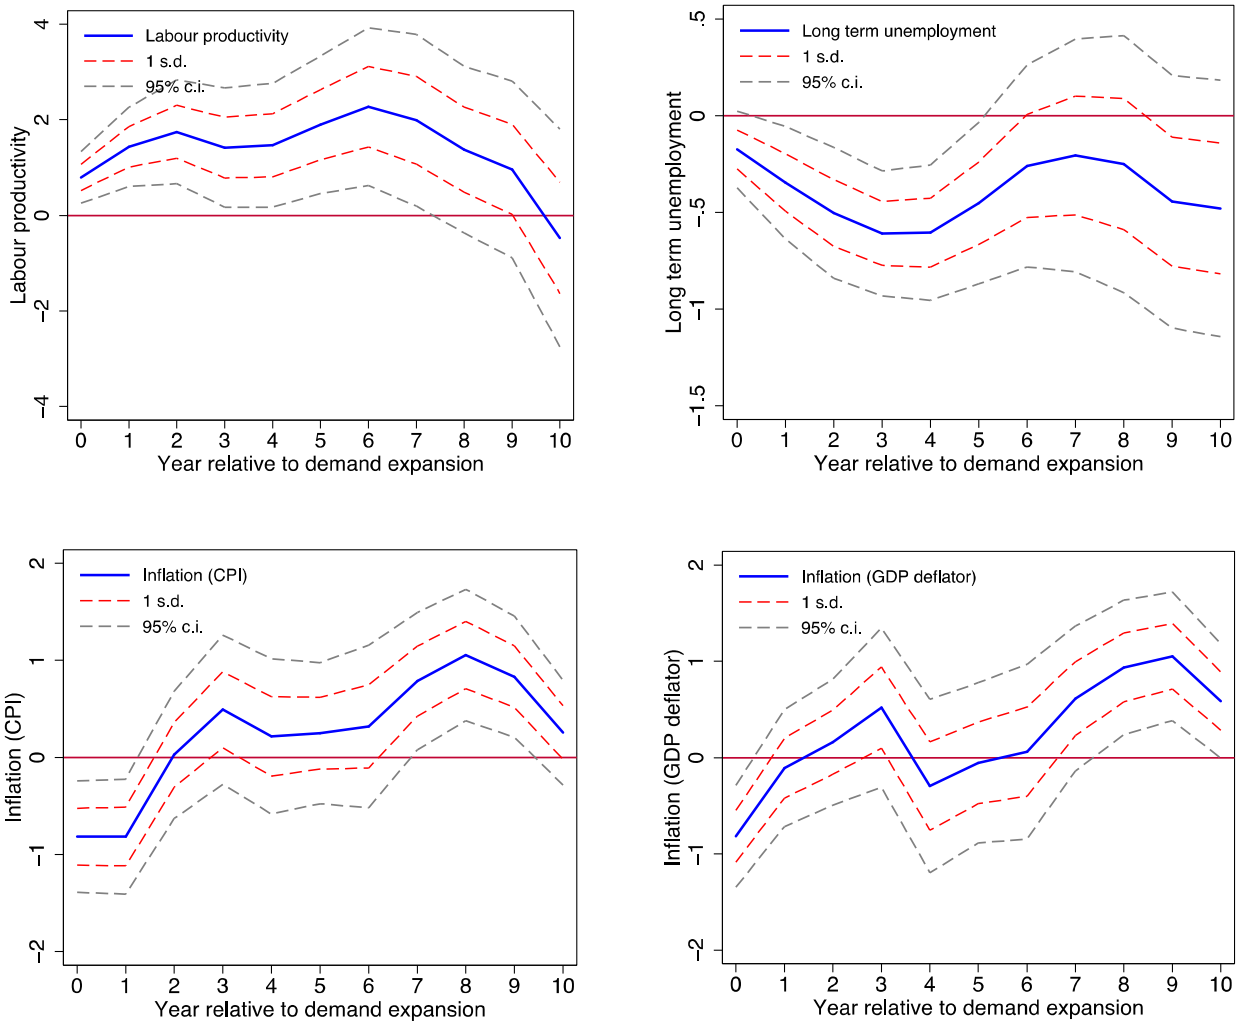 Labour productivity
1 s.d.
95% c.i.
Labour productivity
4
2
0
−2
−4
0 1 2 3 4 5 6 7 8 9 10
Year relative to demand expansion
Long term unemployment
1 s.d.
95% c.i.
Long term unemployment
.5
0
−.5
−1
−1.5
0 1 2 3 4 5 6 7 8 9 10
Year relative to demand expansion
Inflation (CPI)
1 s.d.
95% c.i.
Inflation (CPI)
2
1
0
−1
−2
0 1 2 3 4 5 6 7 8 9 10
Year relative to demand expansion
Inflation (GDP deflator)
1 s.d.
95% c.i.
Inflation (GDP deflator)
2
1
0
−1
−2
0 1 2 3 4 5 6 7 8 9 10
Year relative to demand expansion